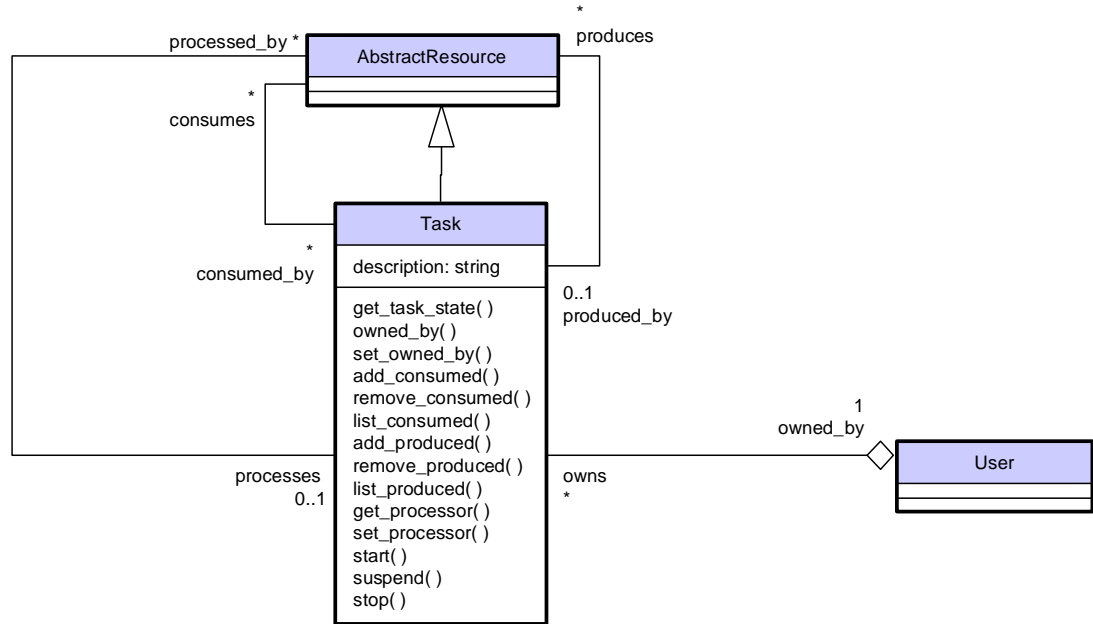 *
produces
processed_by *
AbstractResource
*
consumes
Task
description: string
*
consumed_by
0..1
produced_by
get_task_state( )
owned_by( )
set_owned_by( )
add_consumed( )
remove_consumed( )
list_consumed( )
add_produced( )
remove_produced( )
list_produced( )
get_processor( )
set_processor( )
start( )
suspend( )
stop( )
processes
0..1
owns
*
1
owned_by
User